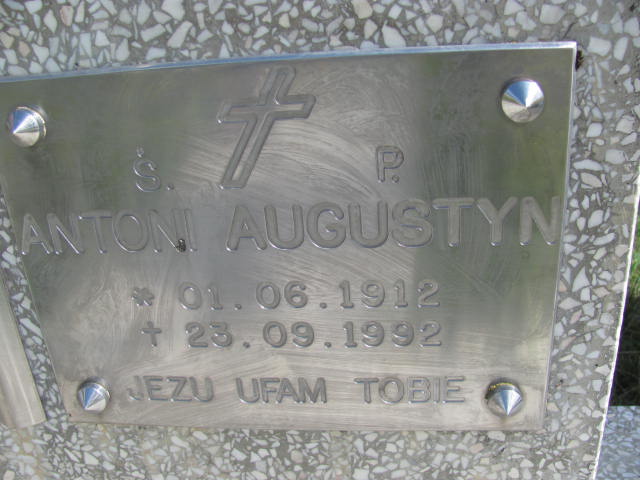 Ś. P.
ANTONI AUGUSTYN
* 01.06.1912
† 23.09.1992
JEZU UFAM TOBIE